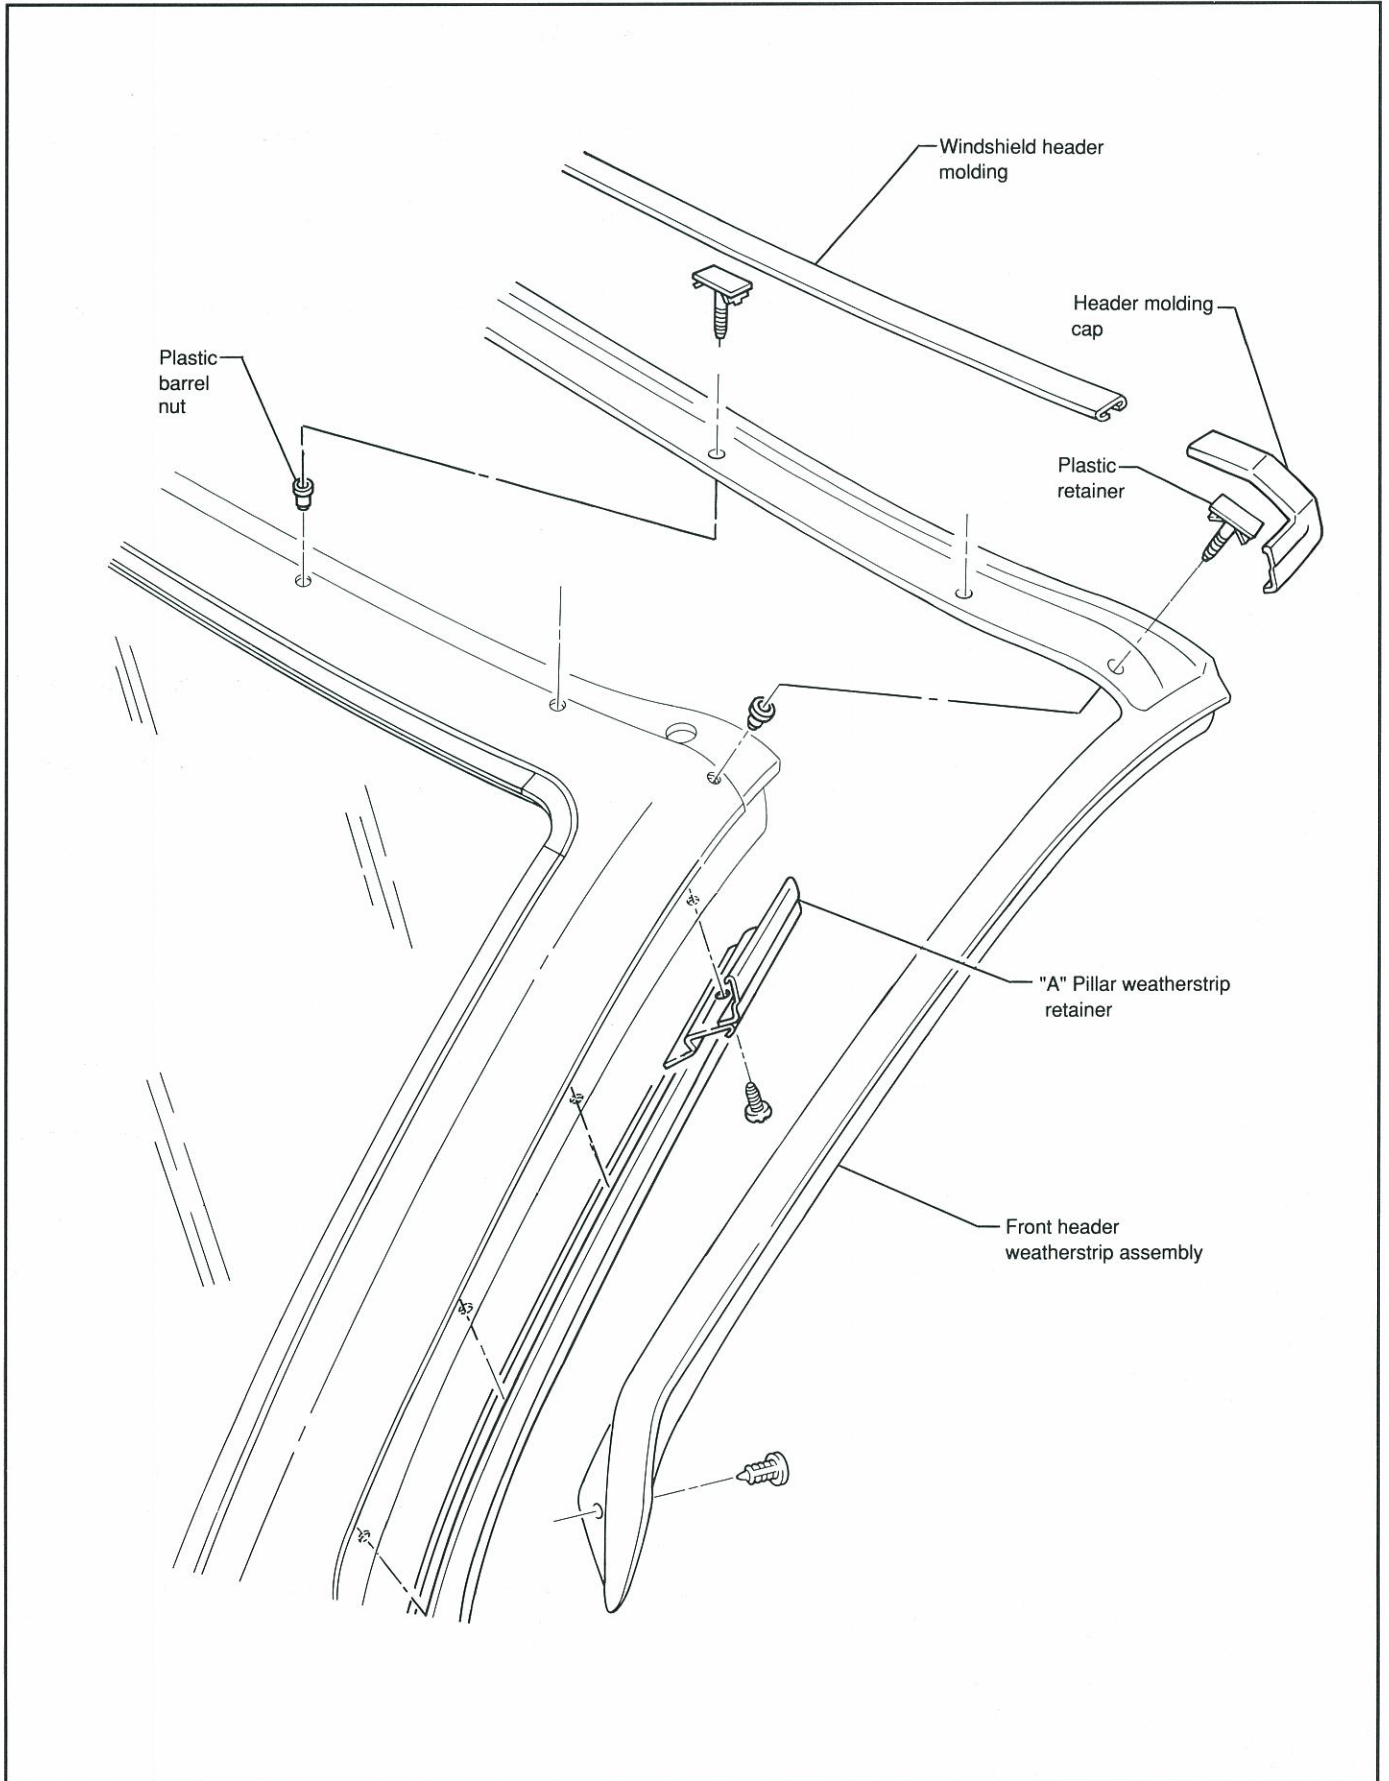 Windshield header
molding
Header molding
cap
Plastic
barrel
nut
Plastic
retainer
"A" Pillar weatherstrip
retainer
Front header
weatherstrip assembly